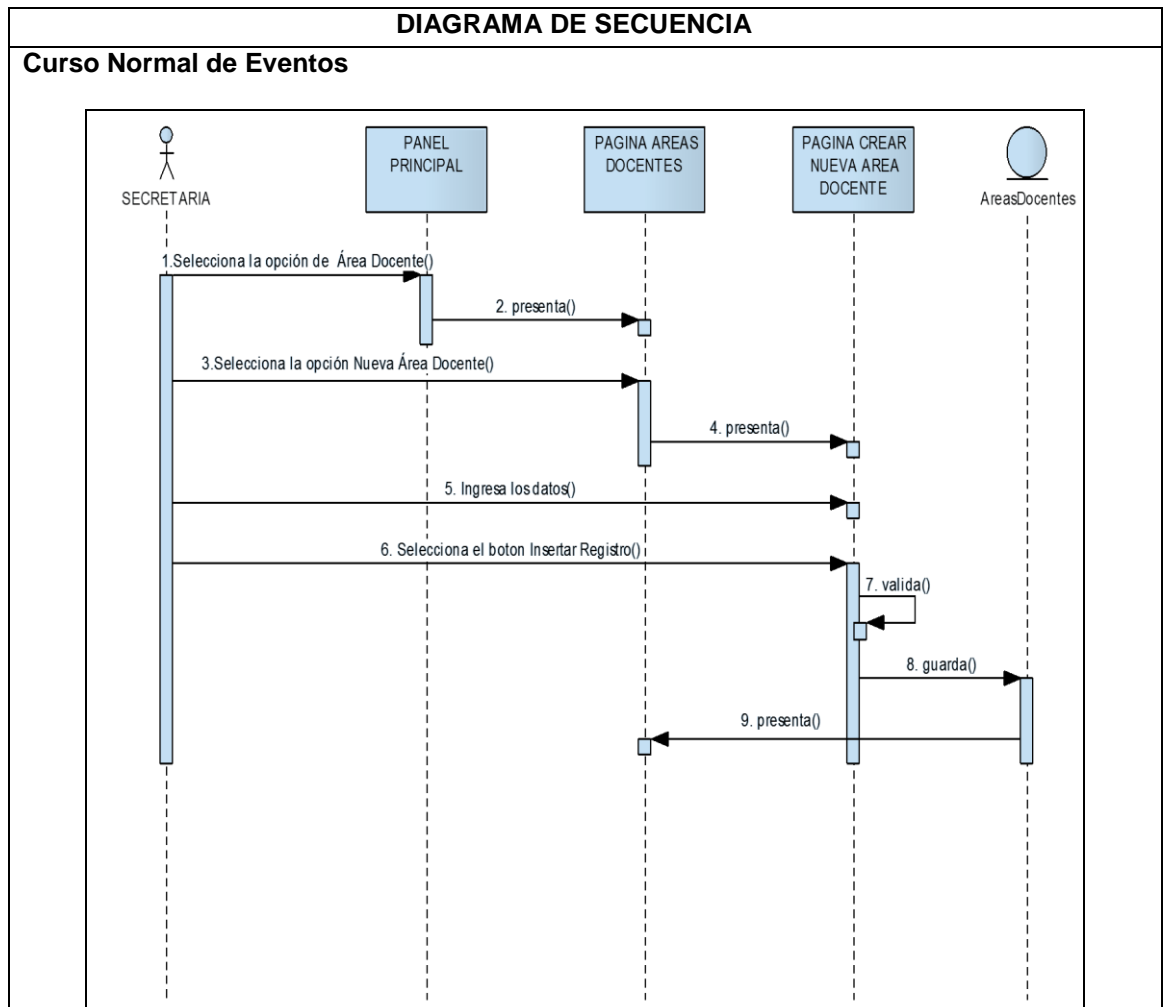 DIAGRAMA DE SECUENCIA
Curso Normal de Eventos
SECRETARIA
PANEL
PRINCIPAL
PAGINA AREAS
DOCENTES
PAGINA CREAR
NUEVA AREA
DOCENTE
AreasDocentes
1.Selecciona la opción de Área Docente()
2. presenta()
3.Selecciona la opción Nueva Área Docente()
4. presenta()
5. Ingresa los datos()
6. Selecciona el boton Insertar Registro()
7. valida()
8. guarda()
9. presenta()